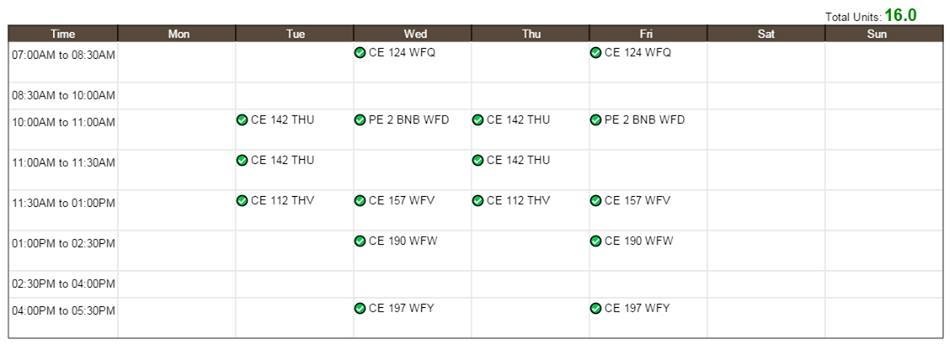 Total Units: 16.0
Time Mon Tue Wed Thu Fri Sat Sun
07:00AM to 08:30AM CE 124 WFQ CE 124 WFQ
08:30AM to 10:00AM
10:00AM to 11:00AM CE 142 THU PE 2 BNB WFD CE 142 THU PE 2 BNB WFD
11:00AM to 11:30AM CE 142 THU CE 142 THU
11:30AM to 01:00PM CE 112 THV CE 157 WFV CE 112 THV CE 157 WFV
01:00PM to 02:30PM CE 190 WFW CE 190 WFW
02:30PM to 04:00PM
04:00PM to 05:30PM CE 197 WFY CE 197 WFY